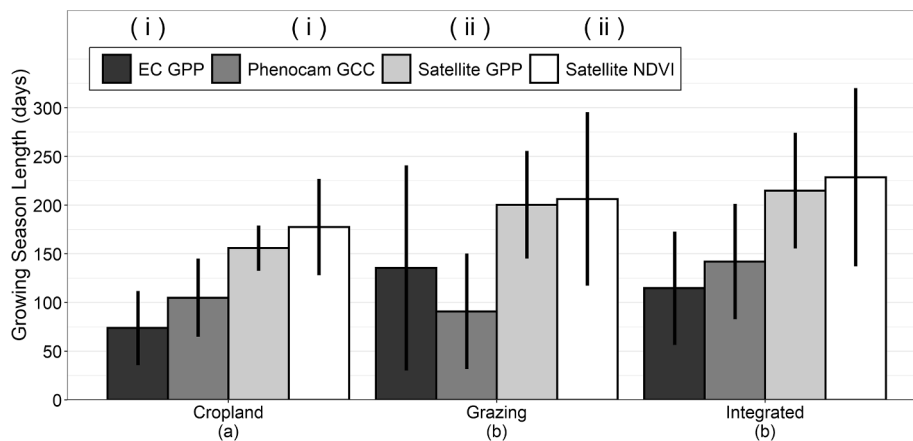 ( i ) ( i ) ( ii ) ( ii )
EC GPP Phenocam GCC Satellite GPP Satellite NDVI
Growing Season Length (days)
300
250
200
150
100
50
0
Cropland Grazing Integrated
(a) (b) (b)